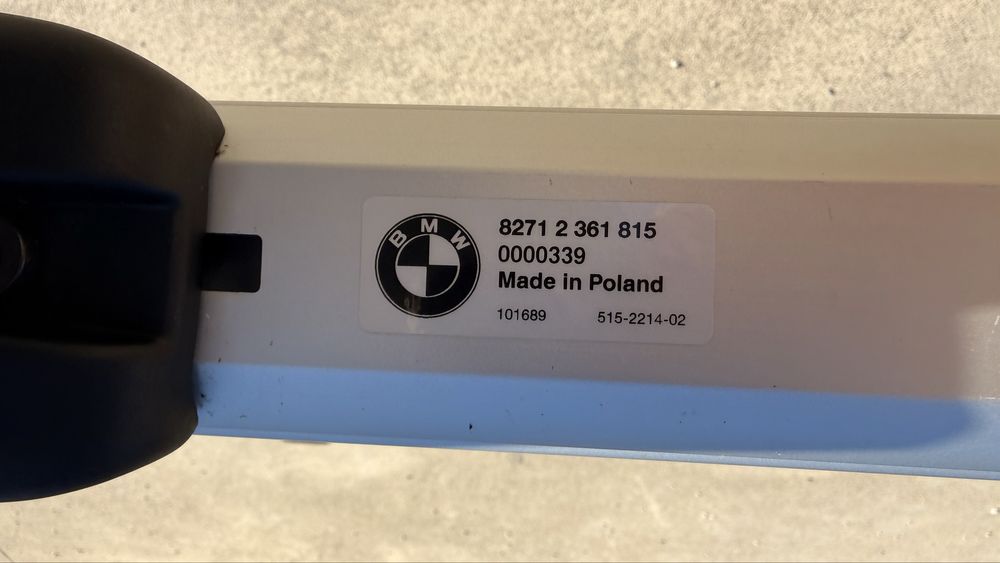 BMW
8271 2 361 815
0000339
Made in Poland
101689 515-2214-02